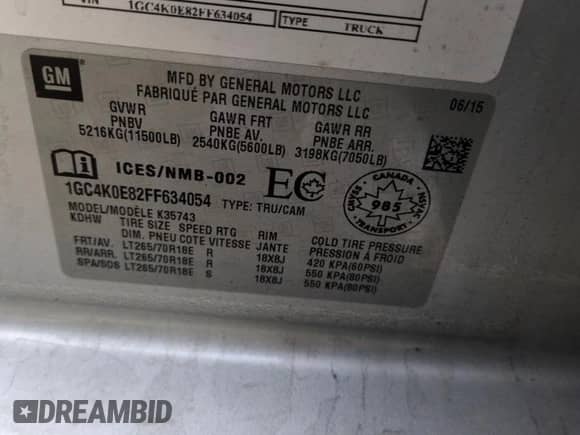 VIN 1GC4K0E82FF634054 TYPE TRUCK
GM
MFD BY GENERAL MOTORS LLC
FABRIQUÉ PAR GENERAL MOTORS LLC
06/15
GVWR GAWR FRT GAWR RR
PNBV PNBE AV. PNBE ARR.
5216KG(11500LB) 2540KG(5600LB) 3198KG(7050LB)
ICES/NMB-002 EC
1GC4K0E82FF634054 TYPE: TRU/CAM
CANADA
CMVSS 985 NSVAC
TRANSPORT
MODEL/MODÈLE K35743
KDHW TIRE SIZE SPEED RTG RIM COLD TIRE PRESSURE
DIM.PNEU COTE VITESSE JANTE PRESSION À FROID
FRT/AV. LT265/70R18E R 18X8J 420 KPA(60PSI)
RR/ARR. LT265/70R18E R 18X8J 550 KPA(80PSI)
SPA/SOS LT265/70R18E S 18X8J 550 KPA(80PSI)
DREAMBID